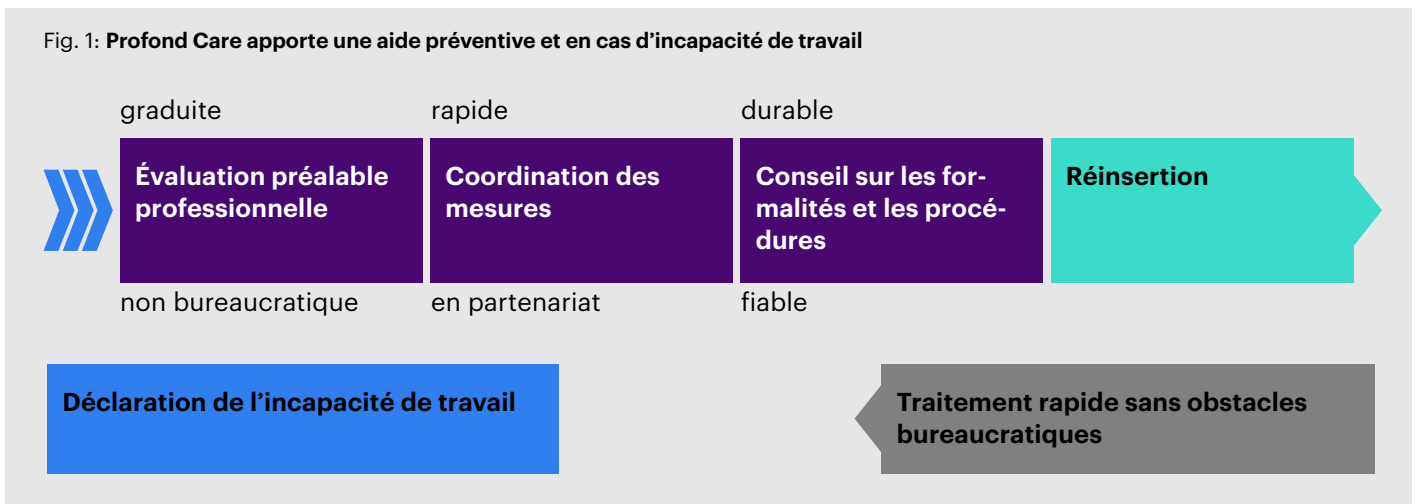 Fig. 1: Profond Care apporte une aide préventive et en cas d’incapacité de travail
graduite
rapide
durable
Évaluation préalable
professionnelle
Coordination des
mesures
Conseil sur les for-
malités et les procé-
dures
Réinsertion
non bureaucratique
en partenariat
fiable
Déclaration de l’incapacité de travail
Traitement rapide sans obstacles
bureaucratiques